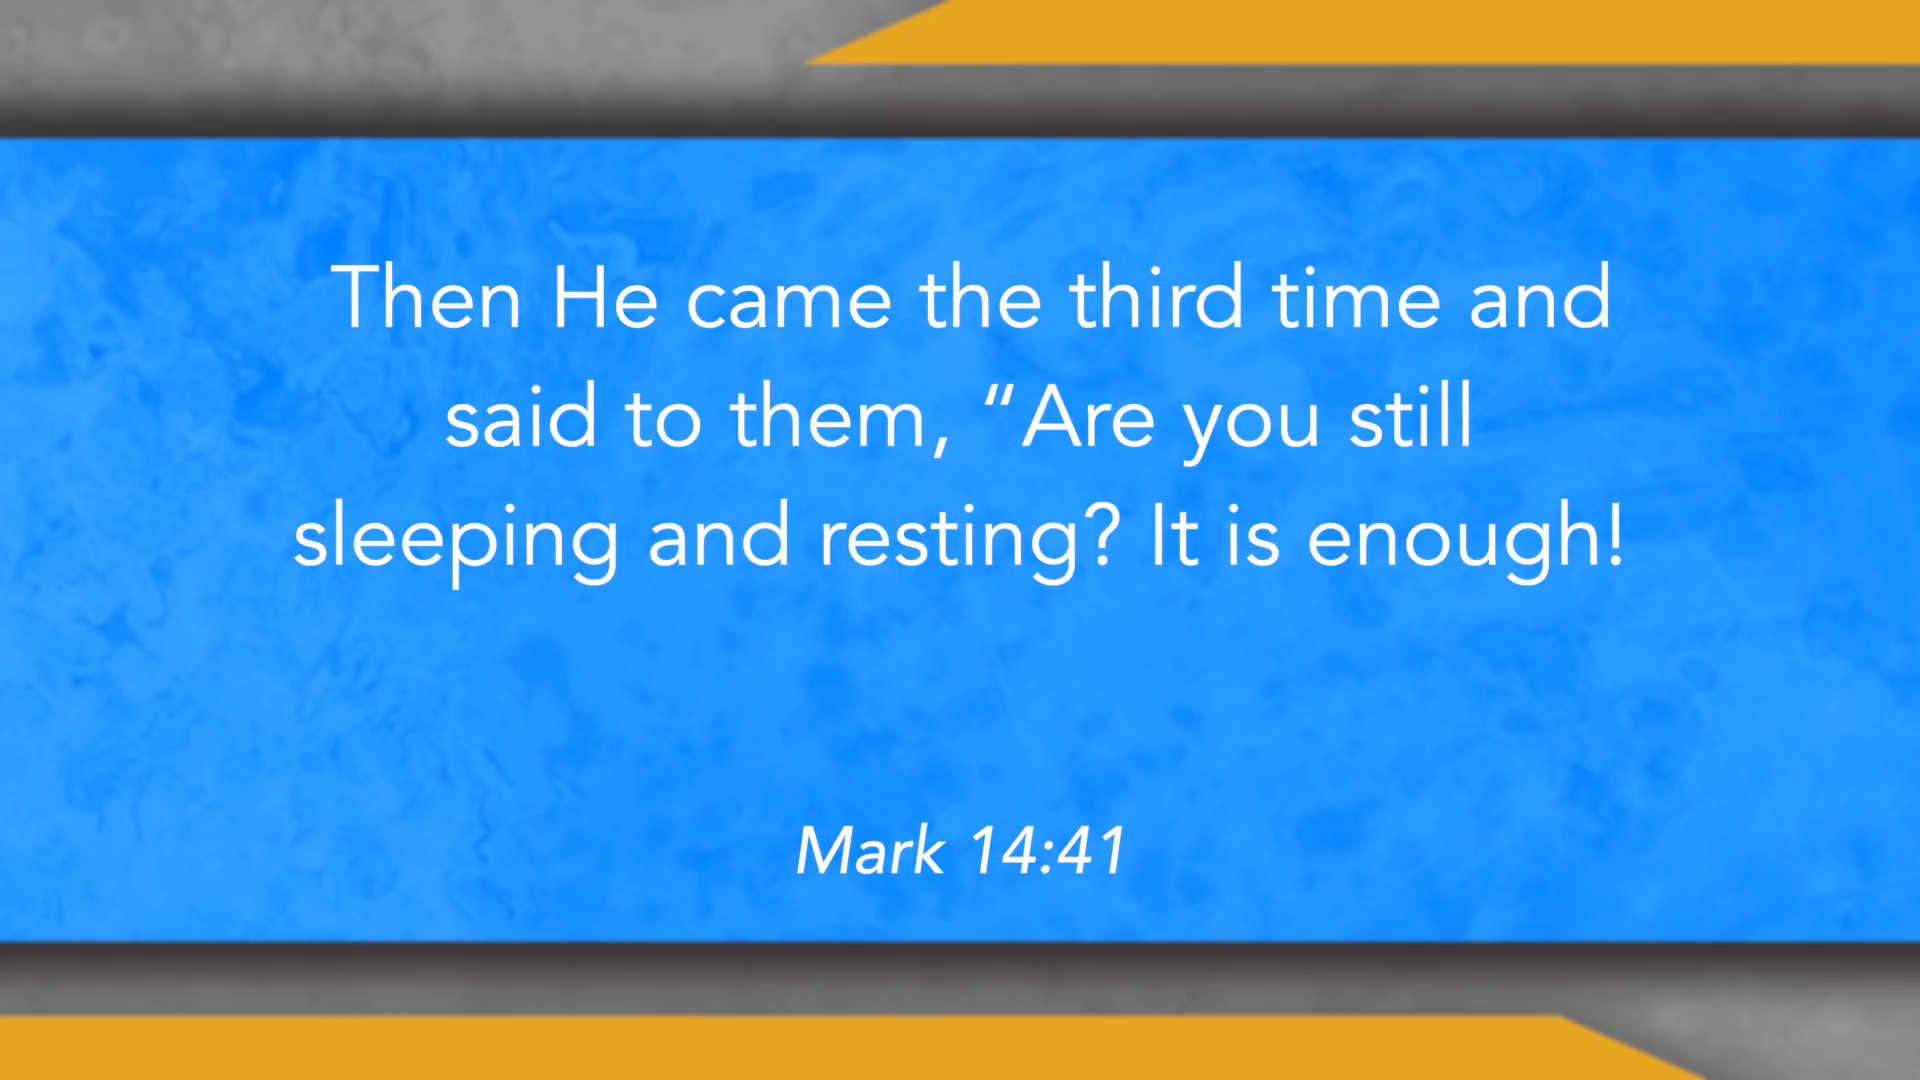 Then He came the third time and
said to them, “Are you still
sleeping and resting? It is enough!
Mark 14:41